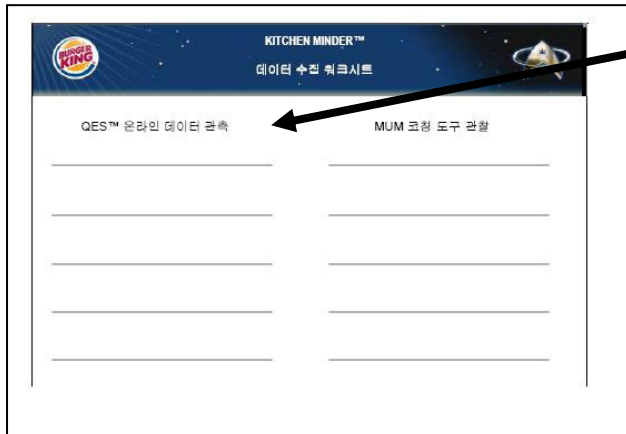 BURGER KING
KITCHEN MINDER™
데이터 수집 워크시트
QES™ 온라인 데이터 관측
MUM 코칭 도구 관찰